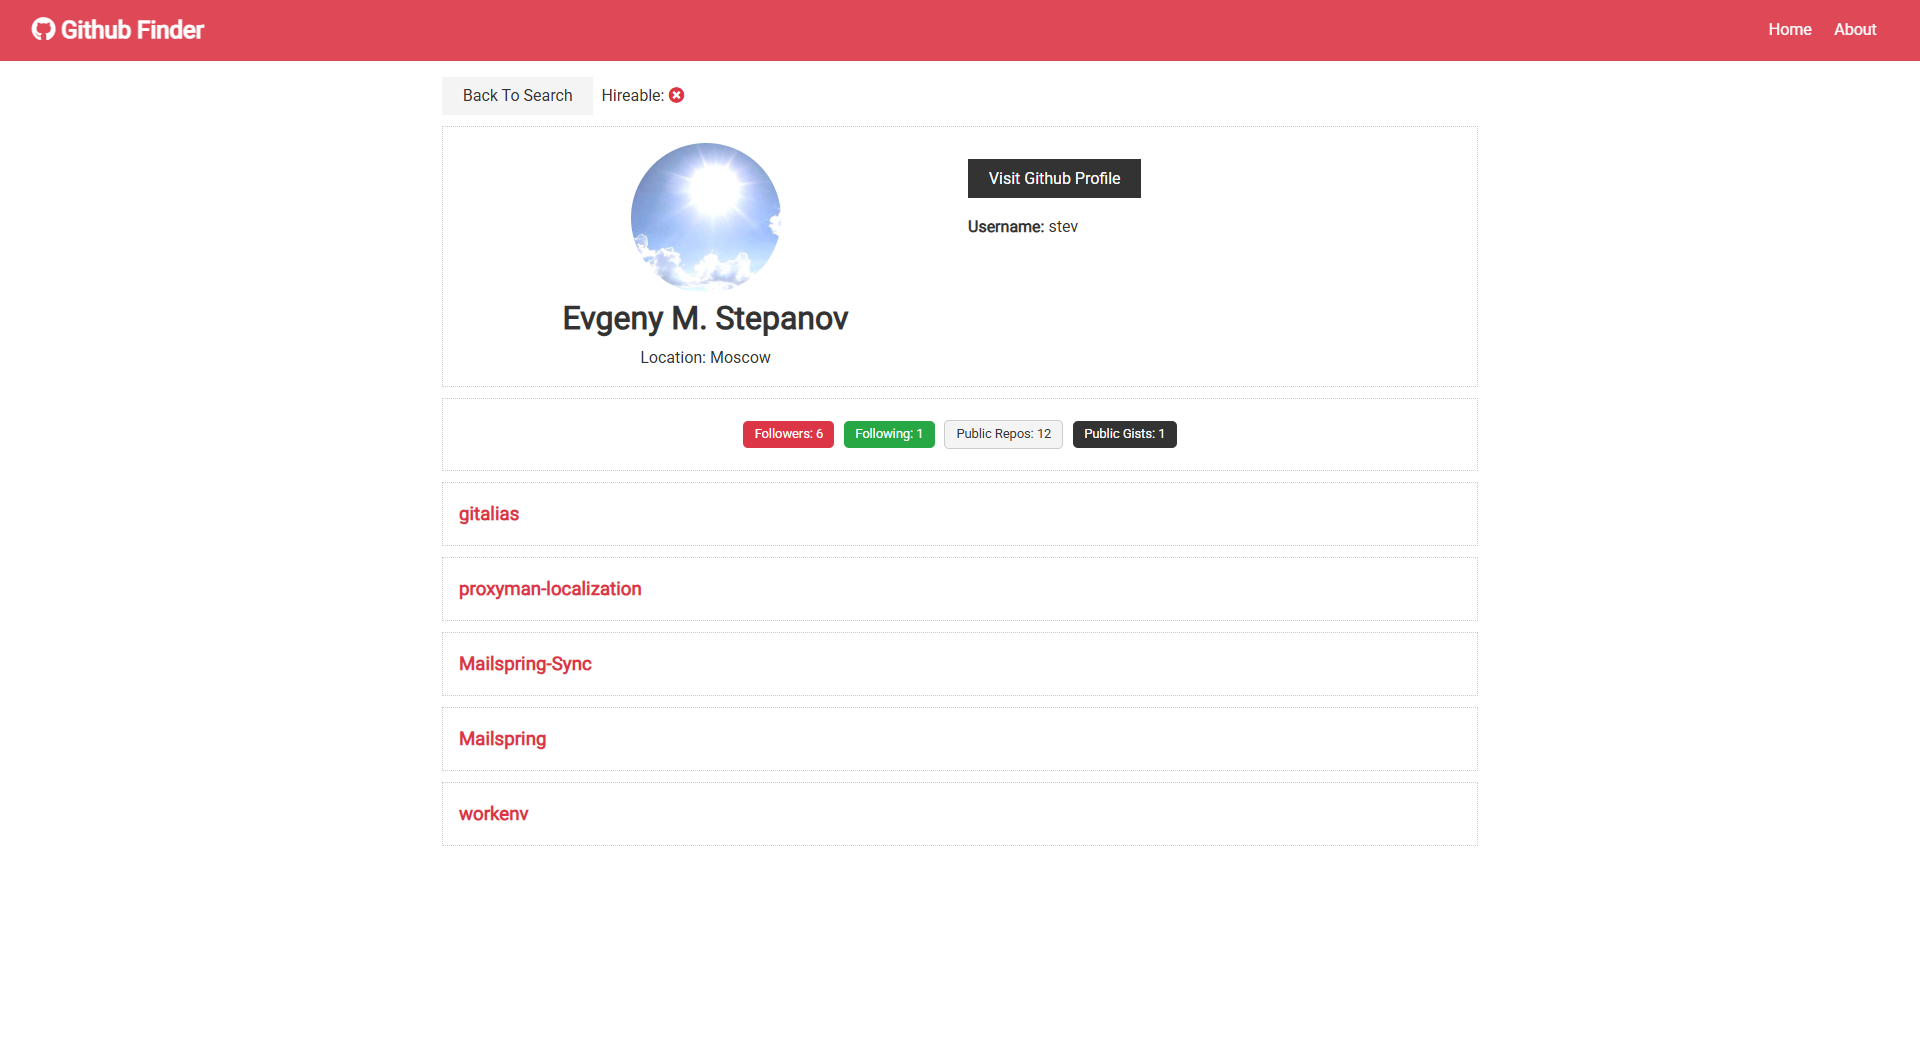 Github Finder
Home
About
Back To Search
Hireable:
Visit Github Profile
Username: stev
Evgeny M. Stepanov
Location: Moscow
Followers: 6
Following: 1
Public Repos: 12
Public Gists: 1
gitalias
proxyman-localization
Mailspring-Sync
Mailspring
workenv